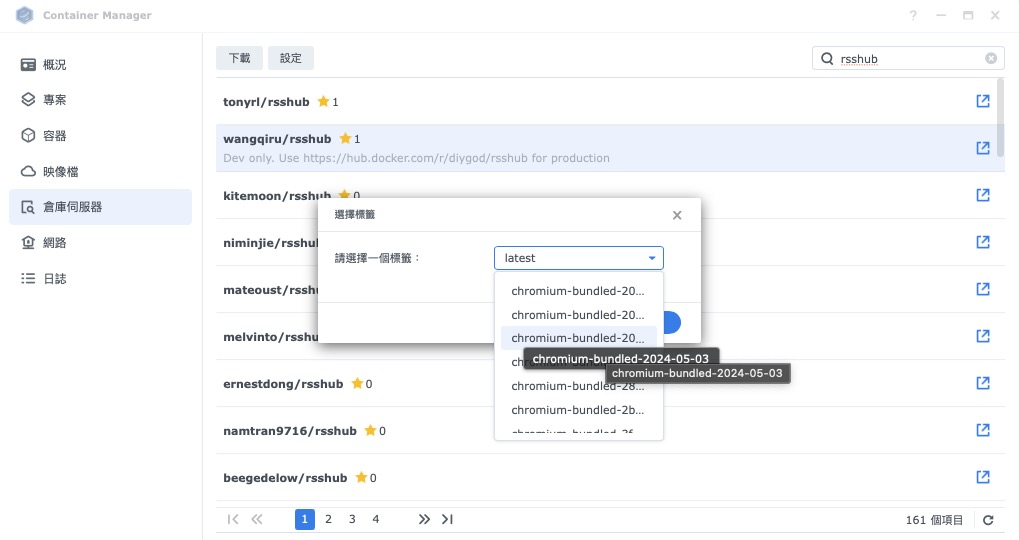 Container Manager
概況
專案
容器
映像檔
倉庫伺服器
網路
日誌
下載
設定
rsshub
tonyrl/rsshub 1
wangqiru/rsshub 1
Dev only. Use https://hub.docker.com/r/diygod/rsshub for production
kitemoon/rsshub 0
niminjie/rssh
mateoust/rssh
melvinto/rsshu
ernestdong/rsshub 0
namtran9716/rsshub 0
beegedelow/rsshub 0
選擇標籤
請選擇一個標籤：
latest
chromium-bundled-20...
chromium-bundled-20...
chromium-bundled-20...
chromium-bundled-2024-05-03
chromium-bundled-2024-05-03
chromium-bundled-28...
chromium-bundled-2b...
1
2
3
4
161 個項目